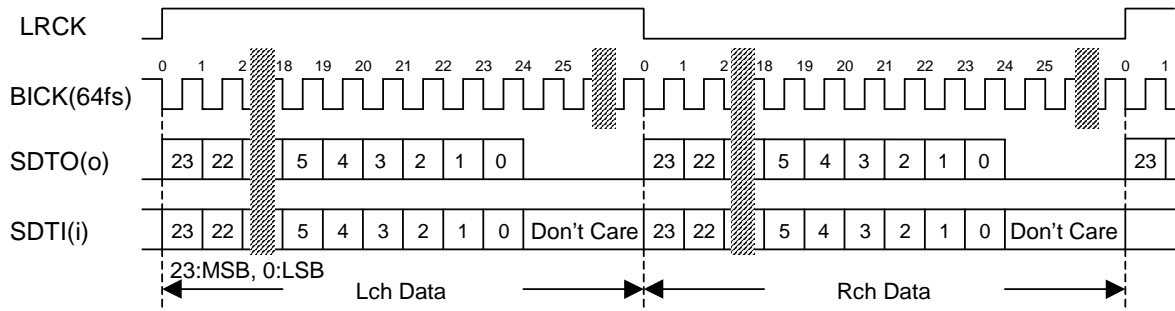 LRCK
0 1 2 18 19 20 21 22 23 24 25 0 1 2 18 19 20 21 22 23 24 25 0 1
BICK(64fs)
SDTO(o) 23 22 5 4 3 2 1 0 23 22 5 4 3 2 1 0 23
SDTI(i) 23 22 5 4 3 2 1 0 Don't Care 23 22 5 4 3 2 1 0 Don't Care
23:MSB, 0:LSB
Lch Data Rch Data